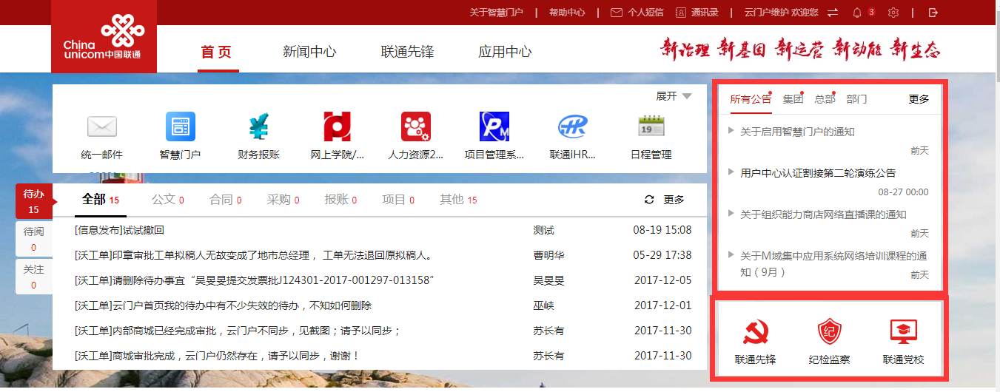 关于智慧门户 | 帮助中心 | 个人短信 通讯录 | 云门户维护 欢迎您 3 |
China
unicom中国联通
首页 新闻中心 联通先锋 应用中心
新治理 新基因 新运营 新动能 新生态
展开
统一邮件 智慧门户 财务报账 网上学院/... 人力资源2... 项目管理系... 联通iHR... 19 日程管理
待办
15
待阅
0
关注
0
全部 15 公文 0 合同 0 采购 0 报账 0 项目 0 其他 15 更多
[信息发布]试试撤回 测试 08-19 15:08
[沃工单]印章审批工单拟稿人无故变成了地市总经理， 工单无法退回原拟稿人。 曹明华 05-29 17:38
[沃工单]请删除待办事宜“吴旻旻提交发票批J124301-2017-001297-013158” 吴旻旻 2017-12-05
[沃工单]云门户首页我的待办中有不少失效的待办，不知如何删除 巫峡 2017-12-01
[沃工单]内部商城已经完成审批，云门户不同步，见截图；请予以同步； 苏长有 2017-11-30
[沃工单]商城审批完成，云门户仍然存在，请予以同步，谢谢！ 苏长有 2017-11-30
所有公告 集团 总部 部门 更多
关于启用智慧门户的通知
前天
用户中心认证割接第二轮演练公告
08-27 00:00
关于组织能力商店网络直播课的通知
前天
关于M域集中应用系统网络培训课程的通
知（9月） 前天
纪
联通先锋 纪检监察 联通党校